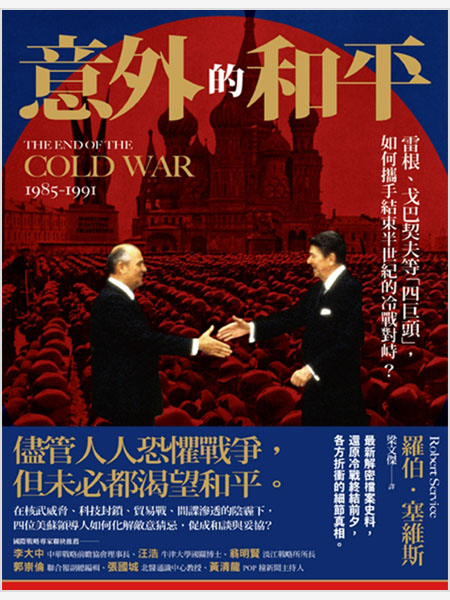 意外的和平
THE END OF THE
COLD WAR
1985-1991
雷根、戈巴契夫等「四巨頭」,
如何攜手結束半世紀的冷戰對峙?
儘管人人恐懼戰爭,
但未必都渴望和平。
在核武威脅、科技封鎖、貿易戰、間諜滲透的陰霾下,
四位美蘇領導人如何化解敵意猜忌,促成和談與妥協?
國際戰略專家聯袂推薦——
李大中 中華戰略前瞻協會理事長、汪浩 牛津大學國關博士、翁明賢 淡江戰略所所長
郭崇倫 聯合報副總編輯、張國城 北醫通識中心教授、黃清龍 POP撞新聞主持人
最新解密檔案史料,
還原冷戰終結前夕,
各方折衝的細節真相。
Robert Service
羅伯・塞維斯
梁文傑——譯